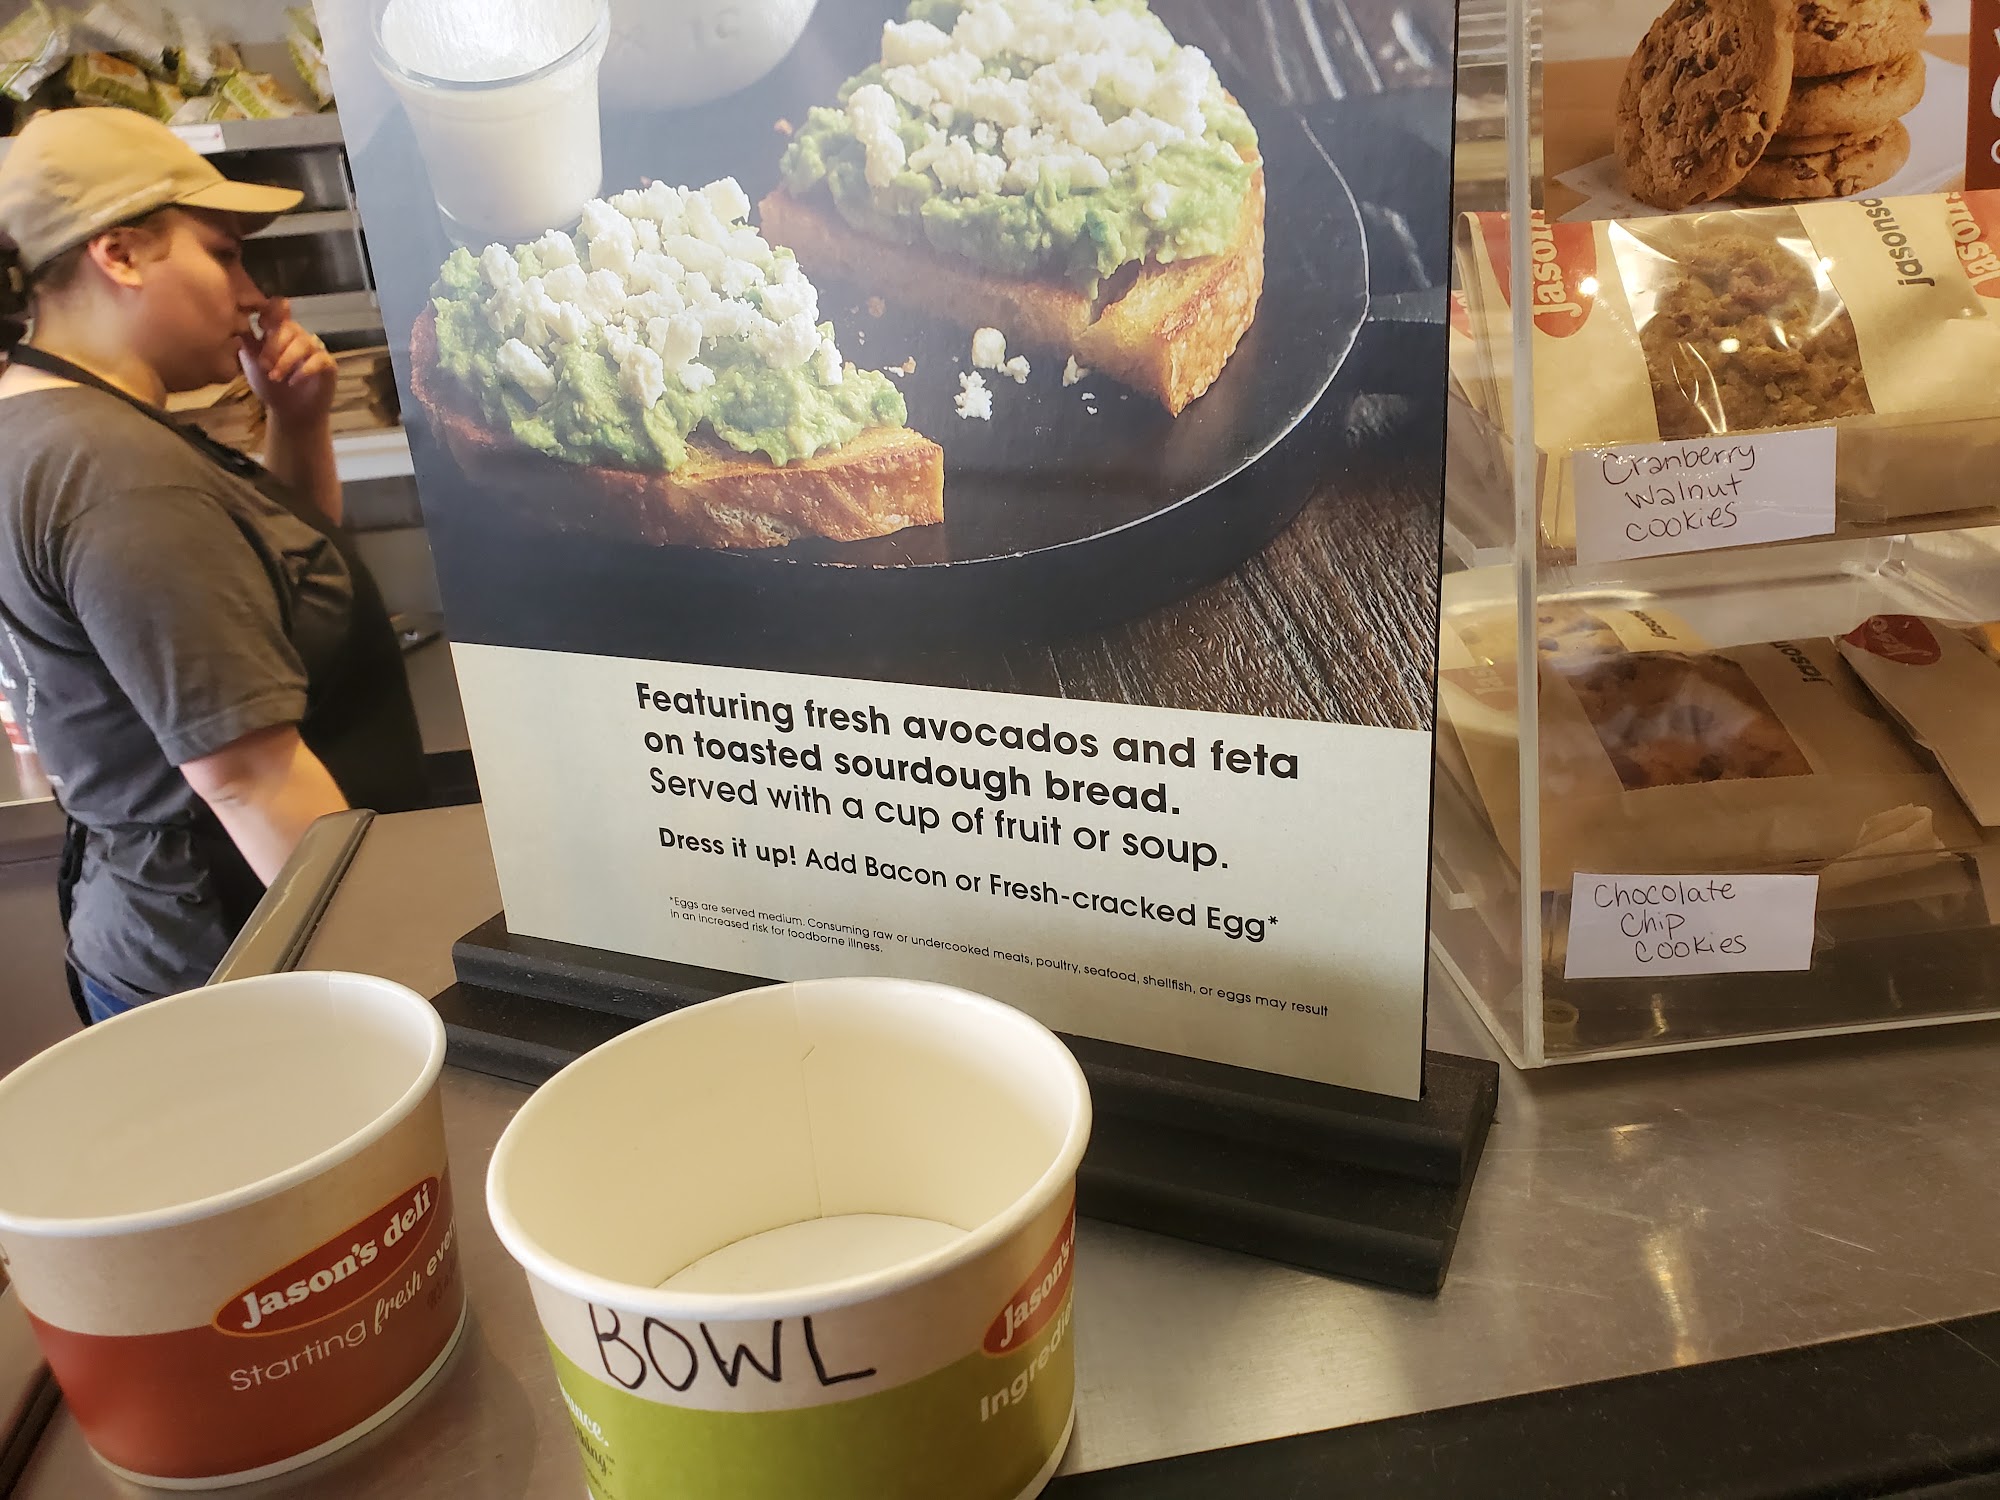 Featuring fresh avocados and feta
on toasted sourdough bread.
Served with a cup of fruit or soup.
Dress it up! Add Bacon or Fresh-cracked Egg*
*Eggs are served medium. Consuming raw or undercooked meats, poultry, seafood, shellfish, or eggs may result
in an increased risk for foodborne illness.
Jason's
jasonsd
Jason
Cranberry
Walnut
Cookies
Jason
Chocolate
Chip
Cookies
Jason's deli
Starting fresh
BOWL
Jason's